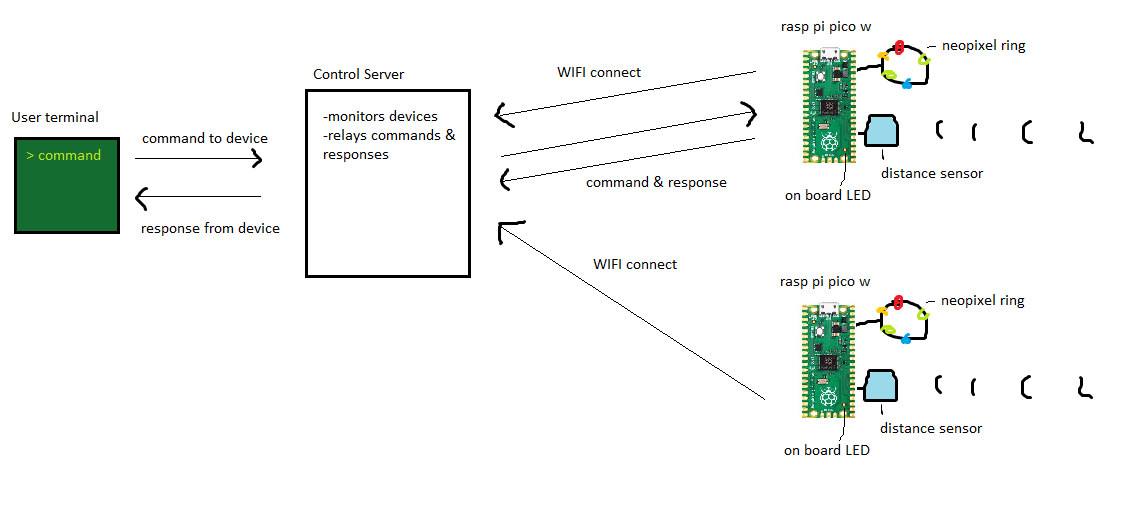 rasp pi pico w
neopixel ring
Control Server
WIFI connect
User terminal
-monitors devices
-relays commands &
responses
command to device
> command
distance sensor
command & response
on board LED
response from device
WIFI connect
rasp pi pico w
neopixel ring
distance sensor
on board LED